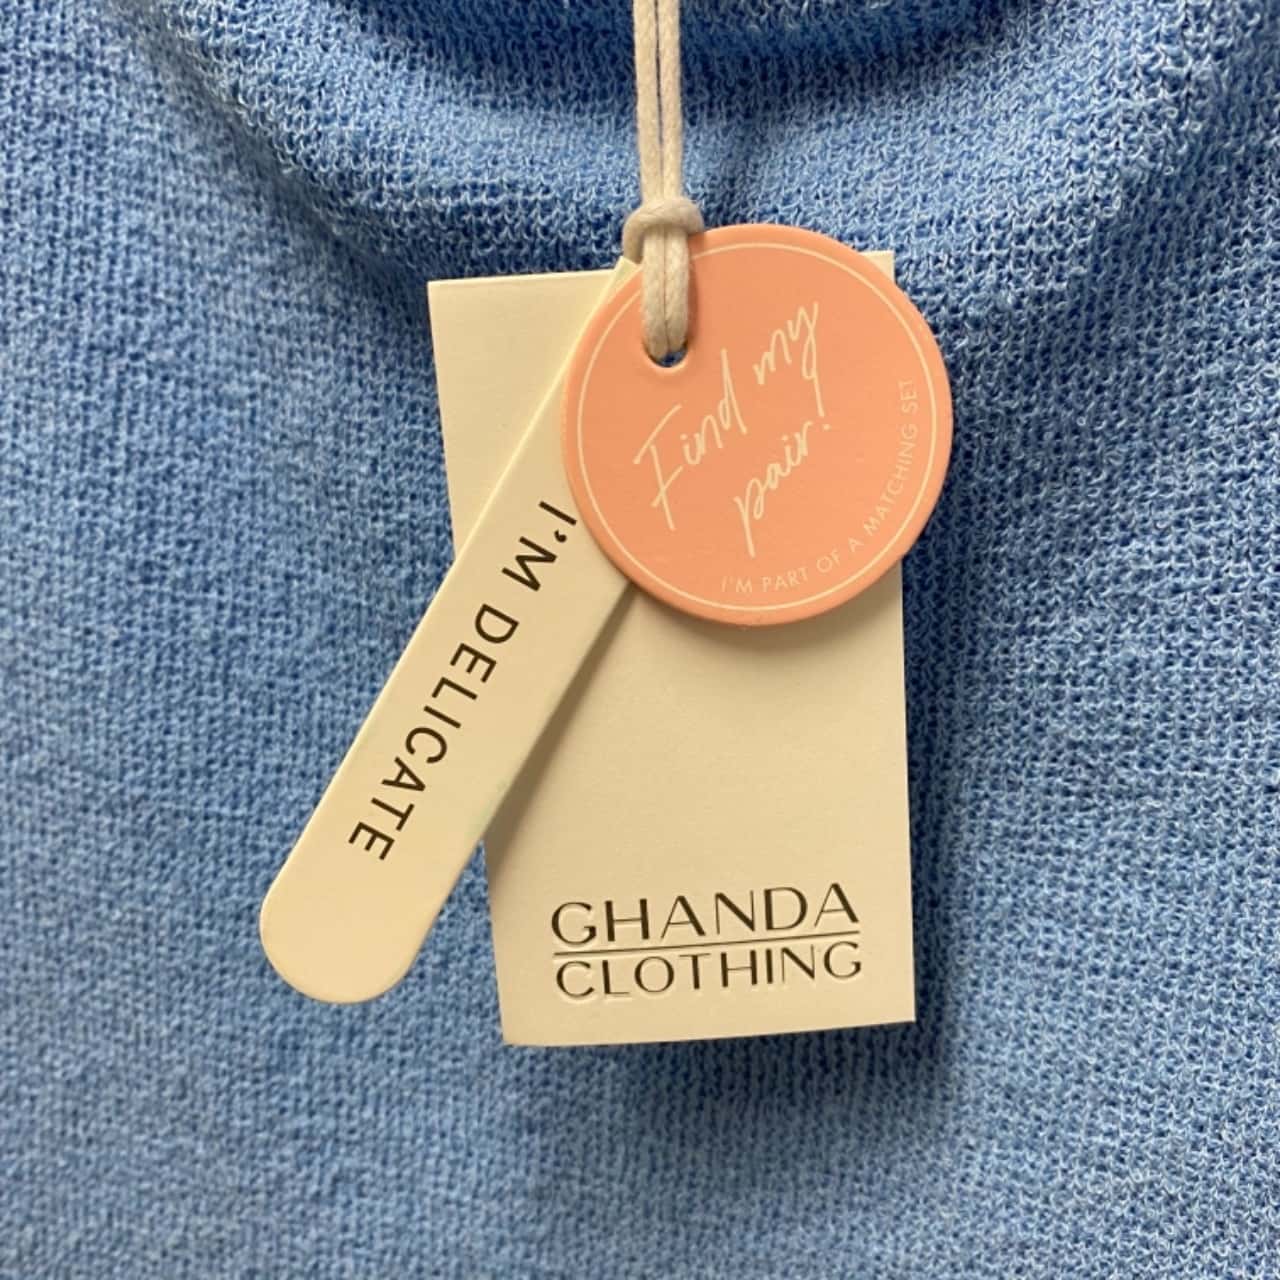 Find my
pair!
I'M PART OF A MATCHING SET
I'M DELICATE
GHANDA
CLOTHING